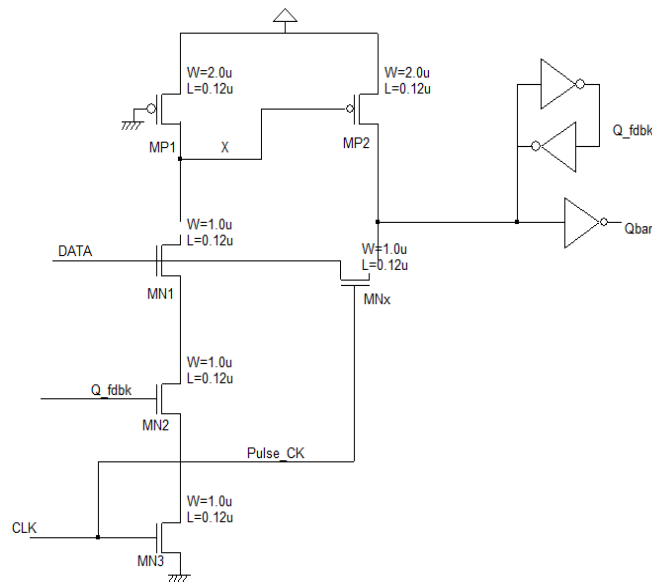 W=2.0u
L=0.12u
W=2.0u
L=0.12u
MP1
X
MP2
Q_fdbk
W=1.0u
L=0.12u
DATA
MN1
W=1.0u
L=0.12u
MNx
Qbar
W=1.0u
L=0.12u
Q_fdbk
MN2
Pulse_CK
W=1.0u
L=0.12u
CLK
MN3